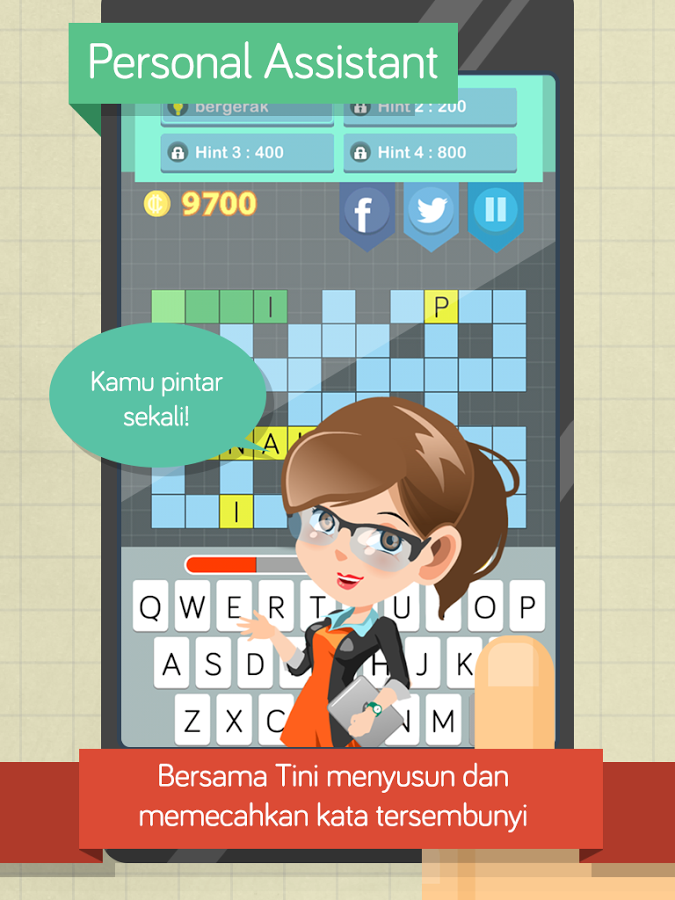 Personal Assistant
bergerak
Hint 2 : 200
Hint 3 : 400
Hint 4 : 800
9700
f
I
P
Kamu pintar
sekali!
N A
I
Q W E R T U O P
A S D H J K
Z X C N M
Bersama Tini menyusun dan
memecahkan kata tersembunyi